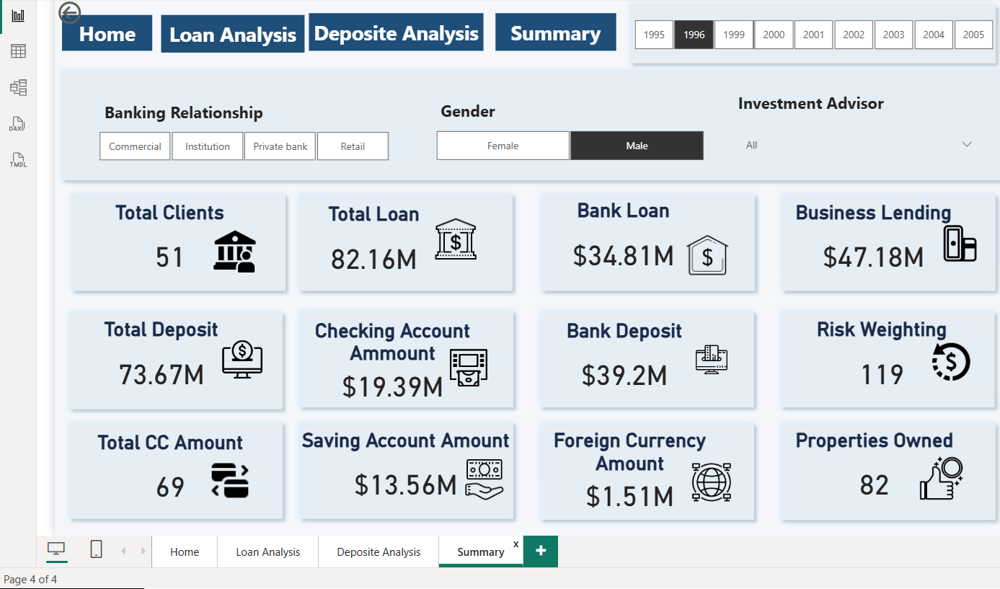 Home
Loan Analysis
Deposite Analysis
Summary
1995
1996
1999
2000
2001
2002
2003
2004
2005
Banking Relationship
Commercial
Institution
Private bank
Retail
Gender
Female
Male
Investment Advisor
All
Total Clients
51
Total Loan
82.16M
$
Bank Loan
$34.81M
$
Business Lending
$47.18M
Total Deposit
73.67M
$
Checking Account
Ammount
$19.39M
Bank Deposit
$39.2M
Risk Weighting
119
$
Total CC Amount
69
Saving Account Amount
$13.56M
Foreign Currency
Amount
$1.51M
Properties Owned
82
DAX
TMDL
Home
Loan Analysis
Deposite Analysis
Summary
x
+
Page 4 of 4